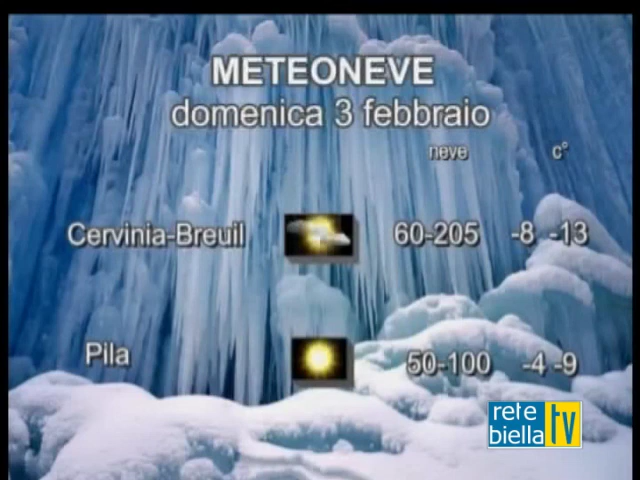 METEONEVE
domenica 3 febbraio
neve c°
Cervinia-Breuil 60-205 -8 -13
Pila 50-100 -4 -9
rete
biella tv